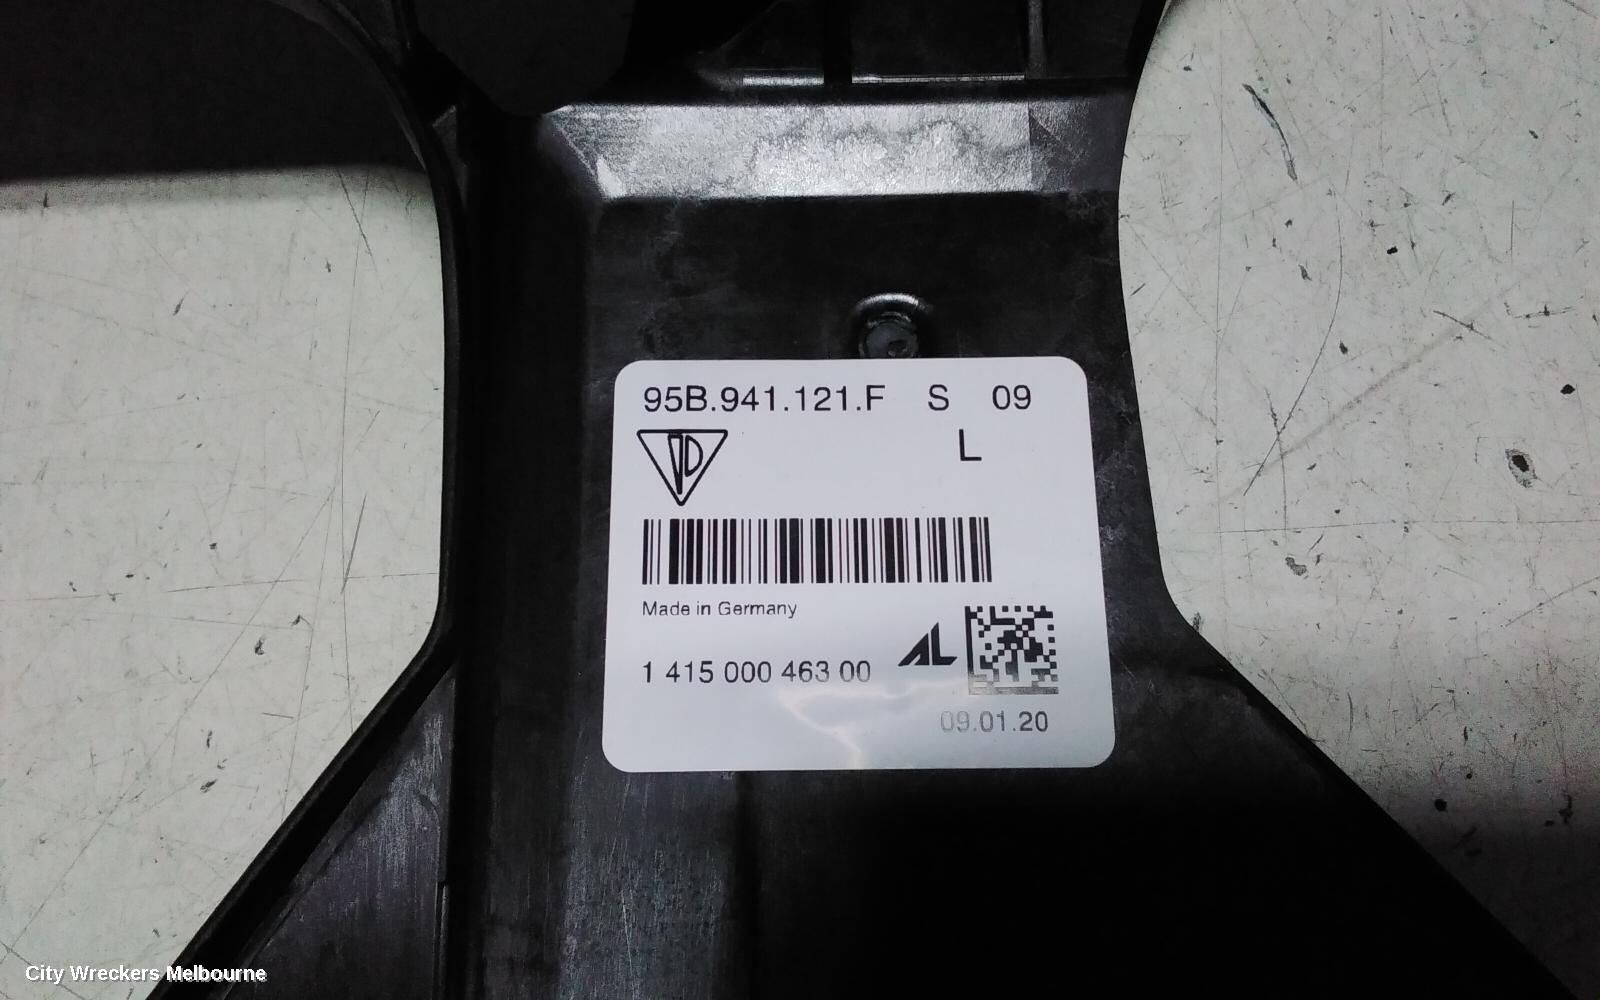 95B.941.121.F S 09
L
Made in Germany
AL
1 415 000 463 00
09.01.20
City Wreckers Melbourne